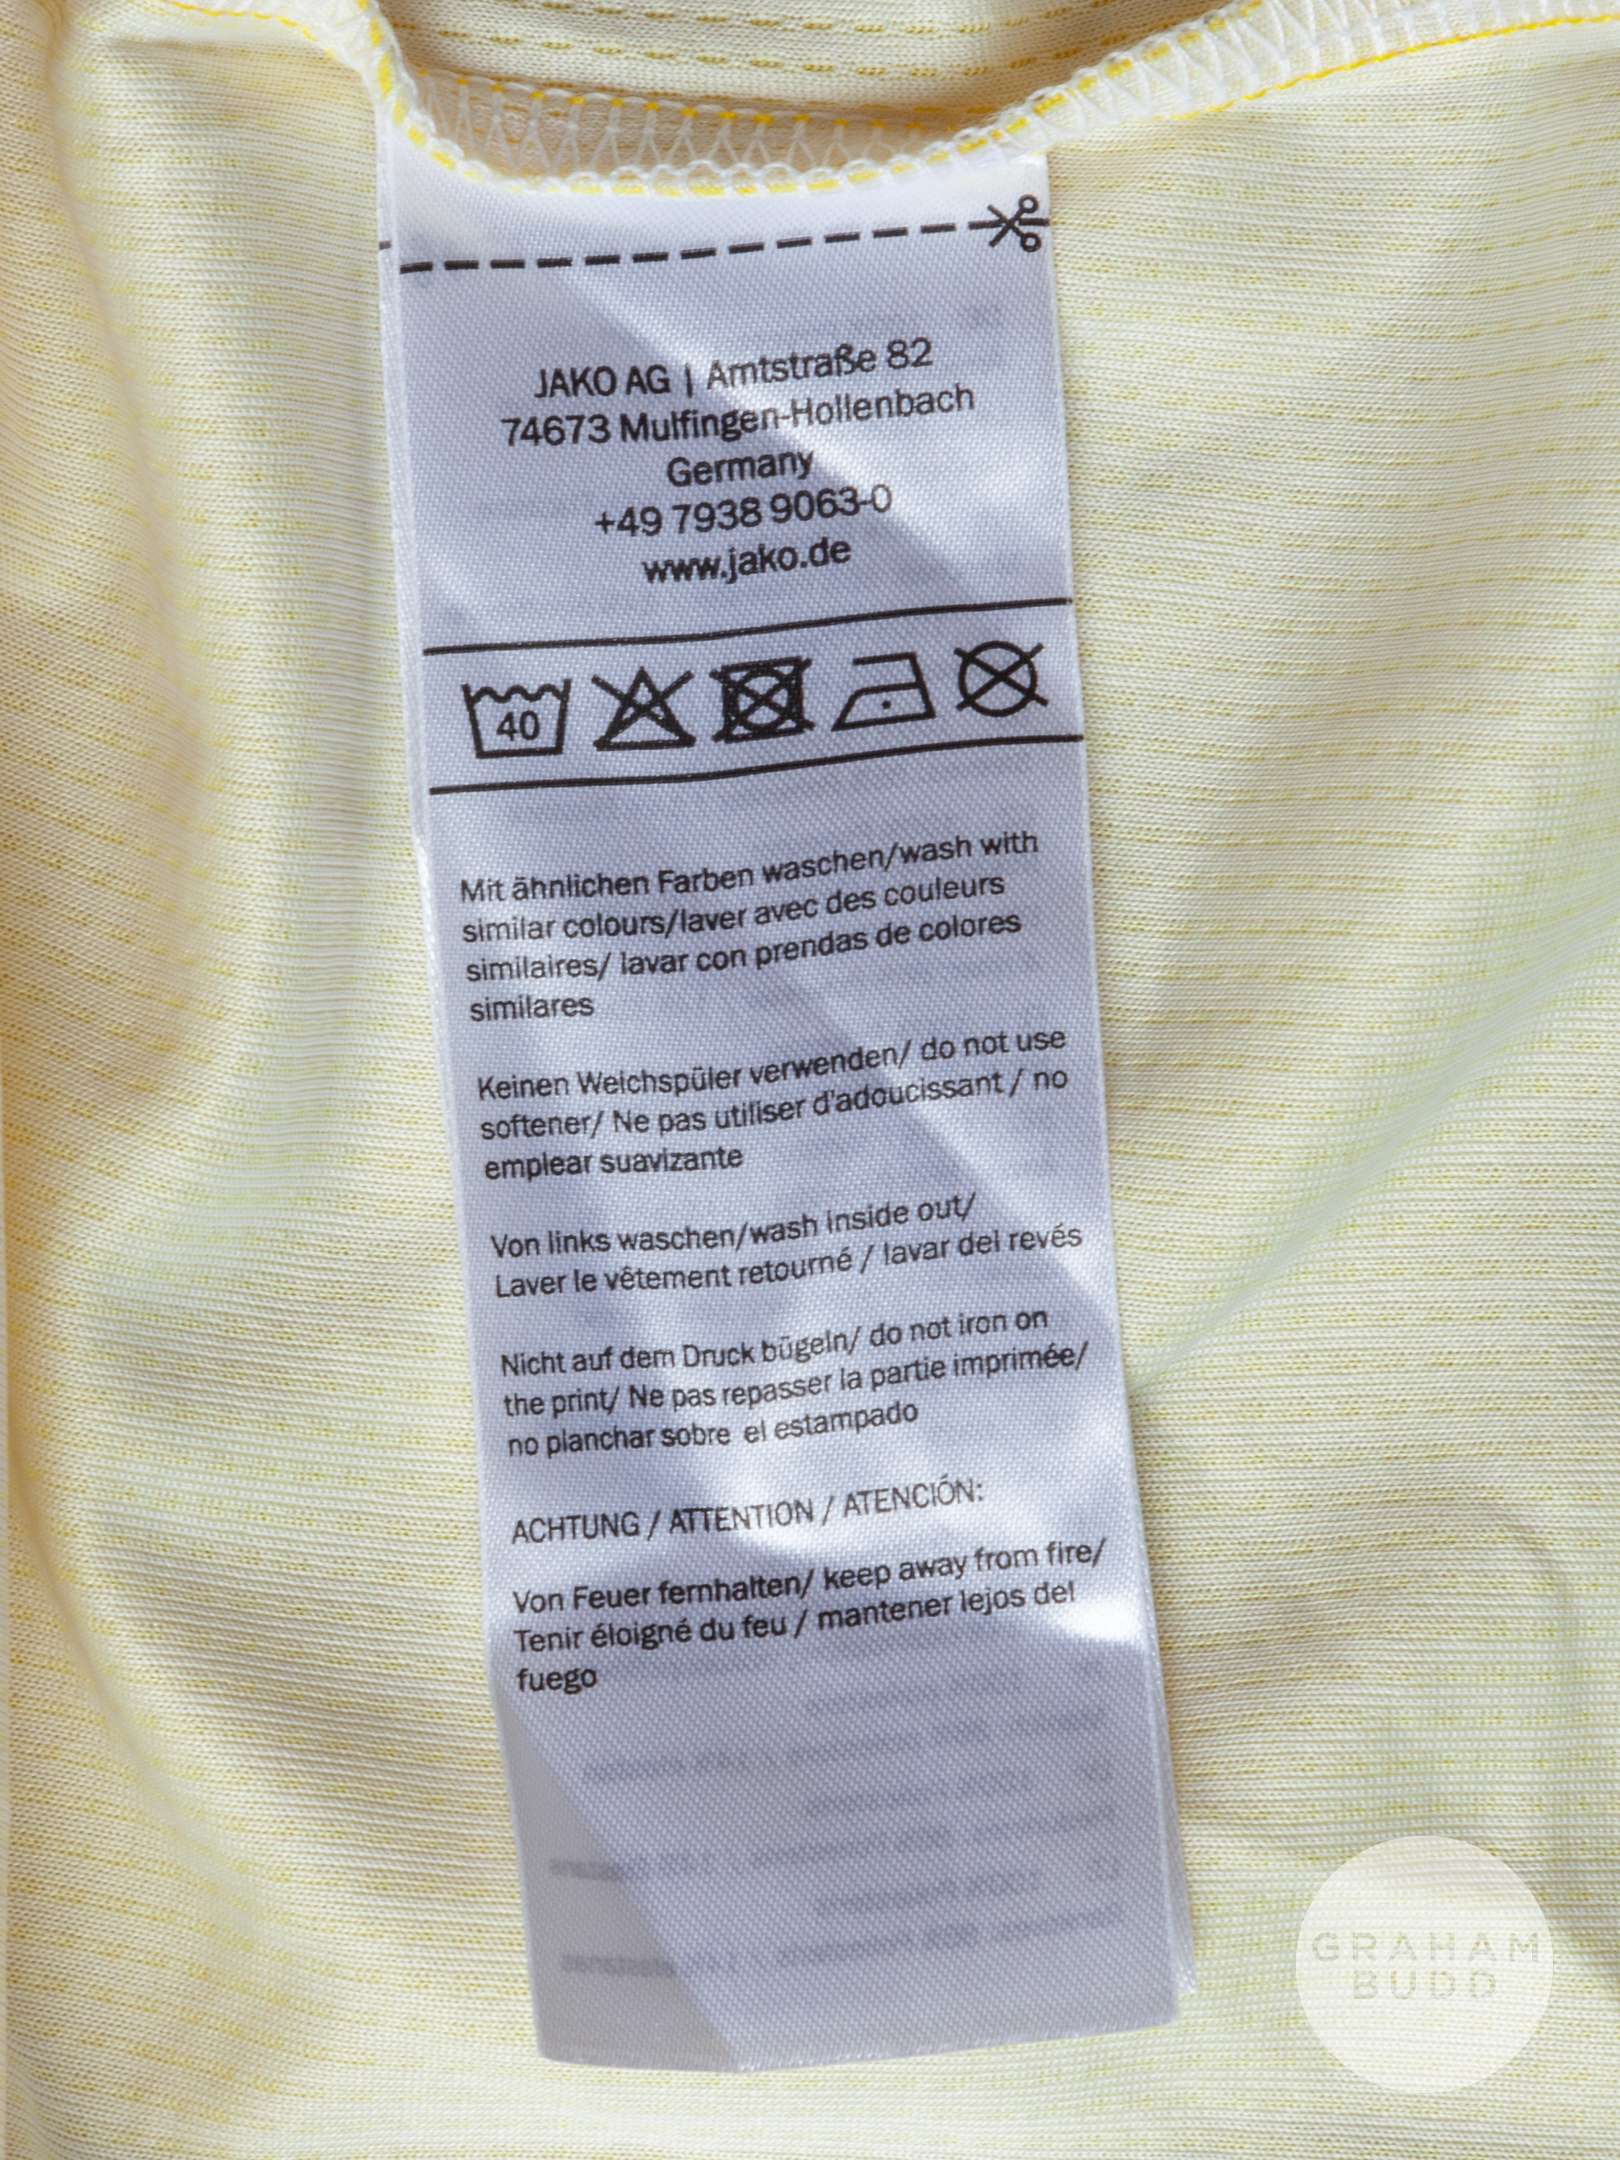 JAKO AG | Amtstraße 82
74673 Mulfingen-Hollenbach
Germany
+49 7938 9063-0
www.jako.de
40
Mit ähnlichen Farben waschen/wash with
similar colours/laver avec des couleurs
similaires/ lavar con prendas de colores
similares
Keinen Weichspüler verwenden/ do not use
softener/ Ne pas utiliser d'adoucissant / no
emplear suavizante
Von links waschen/wash inside out/
Laver le vêtement retourné / lavar del revés
Nicht auf dem Druck bügeln/ do not iron on
the print/ Ne pas repasser la partie imprimée/
no planchar sobre el estampado
ACHTUNG / ATTENTION / ATENCIÓN:
Von Feuer fernhalten/ keep away from fire/
Tenir éloigné du feu / mantener lejos del
fuego
GRAHAM
BUDD